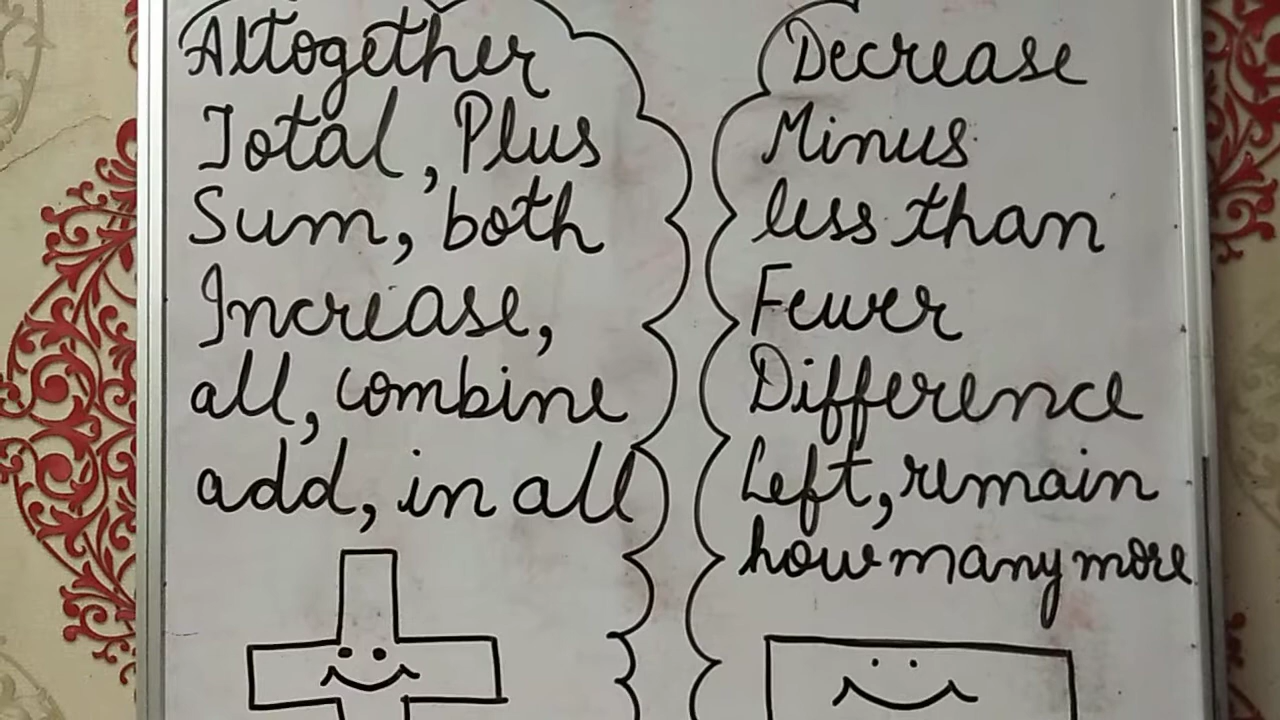 Altogether
Total, Plus
Sum, both
Increase,
all, combine
add, in all
Decrease
Minus
less than
Fewer
Difference
Left, remain
how many more